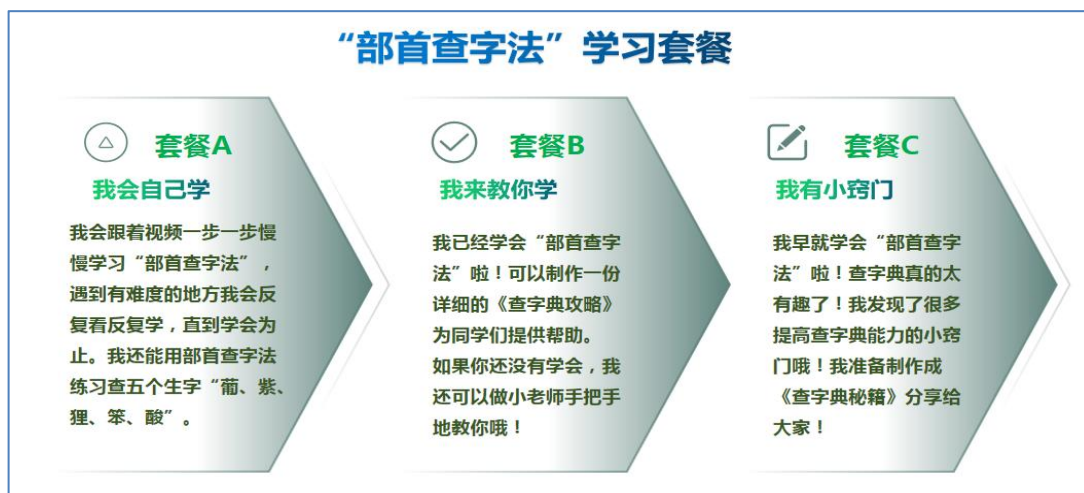 “部首查字法”学习套餐
套餐A
我会自己学
我会跟着视频一步一步慢
慢学习“部首查字法”，
遇到有难度的地方我会反
复看反复学，直到学会为
止。我还能用部首查字法
练习查五个生字“葡、紫、
狸、笨、酸”。
套餐B
我来教你学
我已经学会“部首查字
法”啦！可以制作一份
详细的《查字典攻略》
为同学们提供帮助。
如果你还没有学会，我
还可以做小老师手把手
地教你哦！
套餐C
我有小窍门
我早就学会“部首查字
法”啦！查字典真的太
有趣了！我发现了很多
提高查字典能力的小窍
门哦！我准备制作成
《查字典秘籍》分享给
大家！